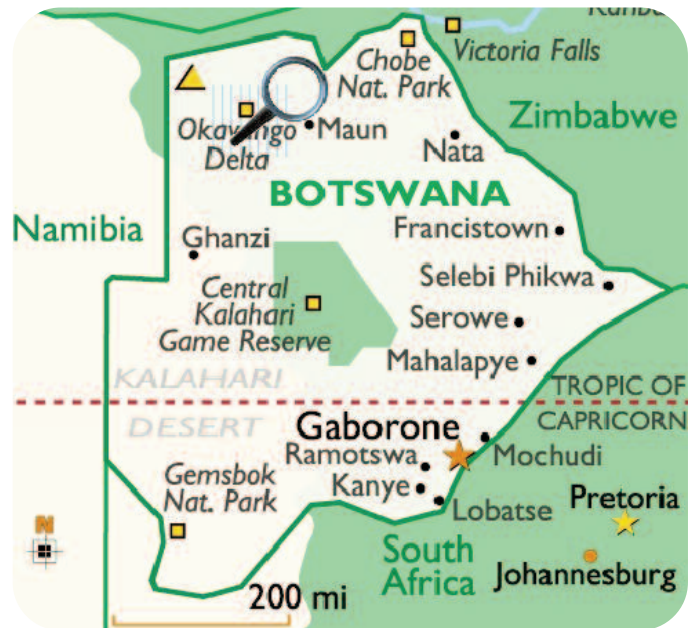 Chobe
Nat. Park
Victoria Falls
Zimbabwe
Okavango
Delta
Maun
Nata
BOTSWANA
Namibia
Ghanzi
Francistown
Selebi Phikwa
Central
Kalahari
Game Reserve
Serowe
Mahalapye
KALAHARI
DESERT
TROPIC OF
CAPRICORN
Gaborone
Ramotswa
Mochudi
Kanye
Lobatse
Gemsbok
Nat. Park
Pretoria
South
Africa
Johannesburg
N
200 mi